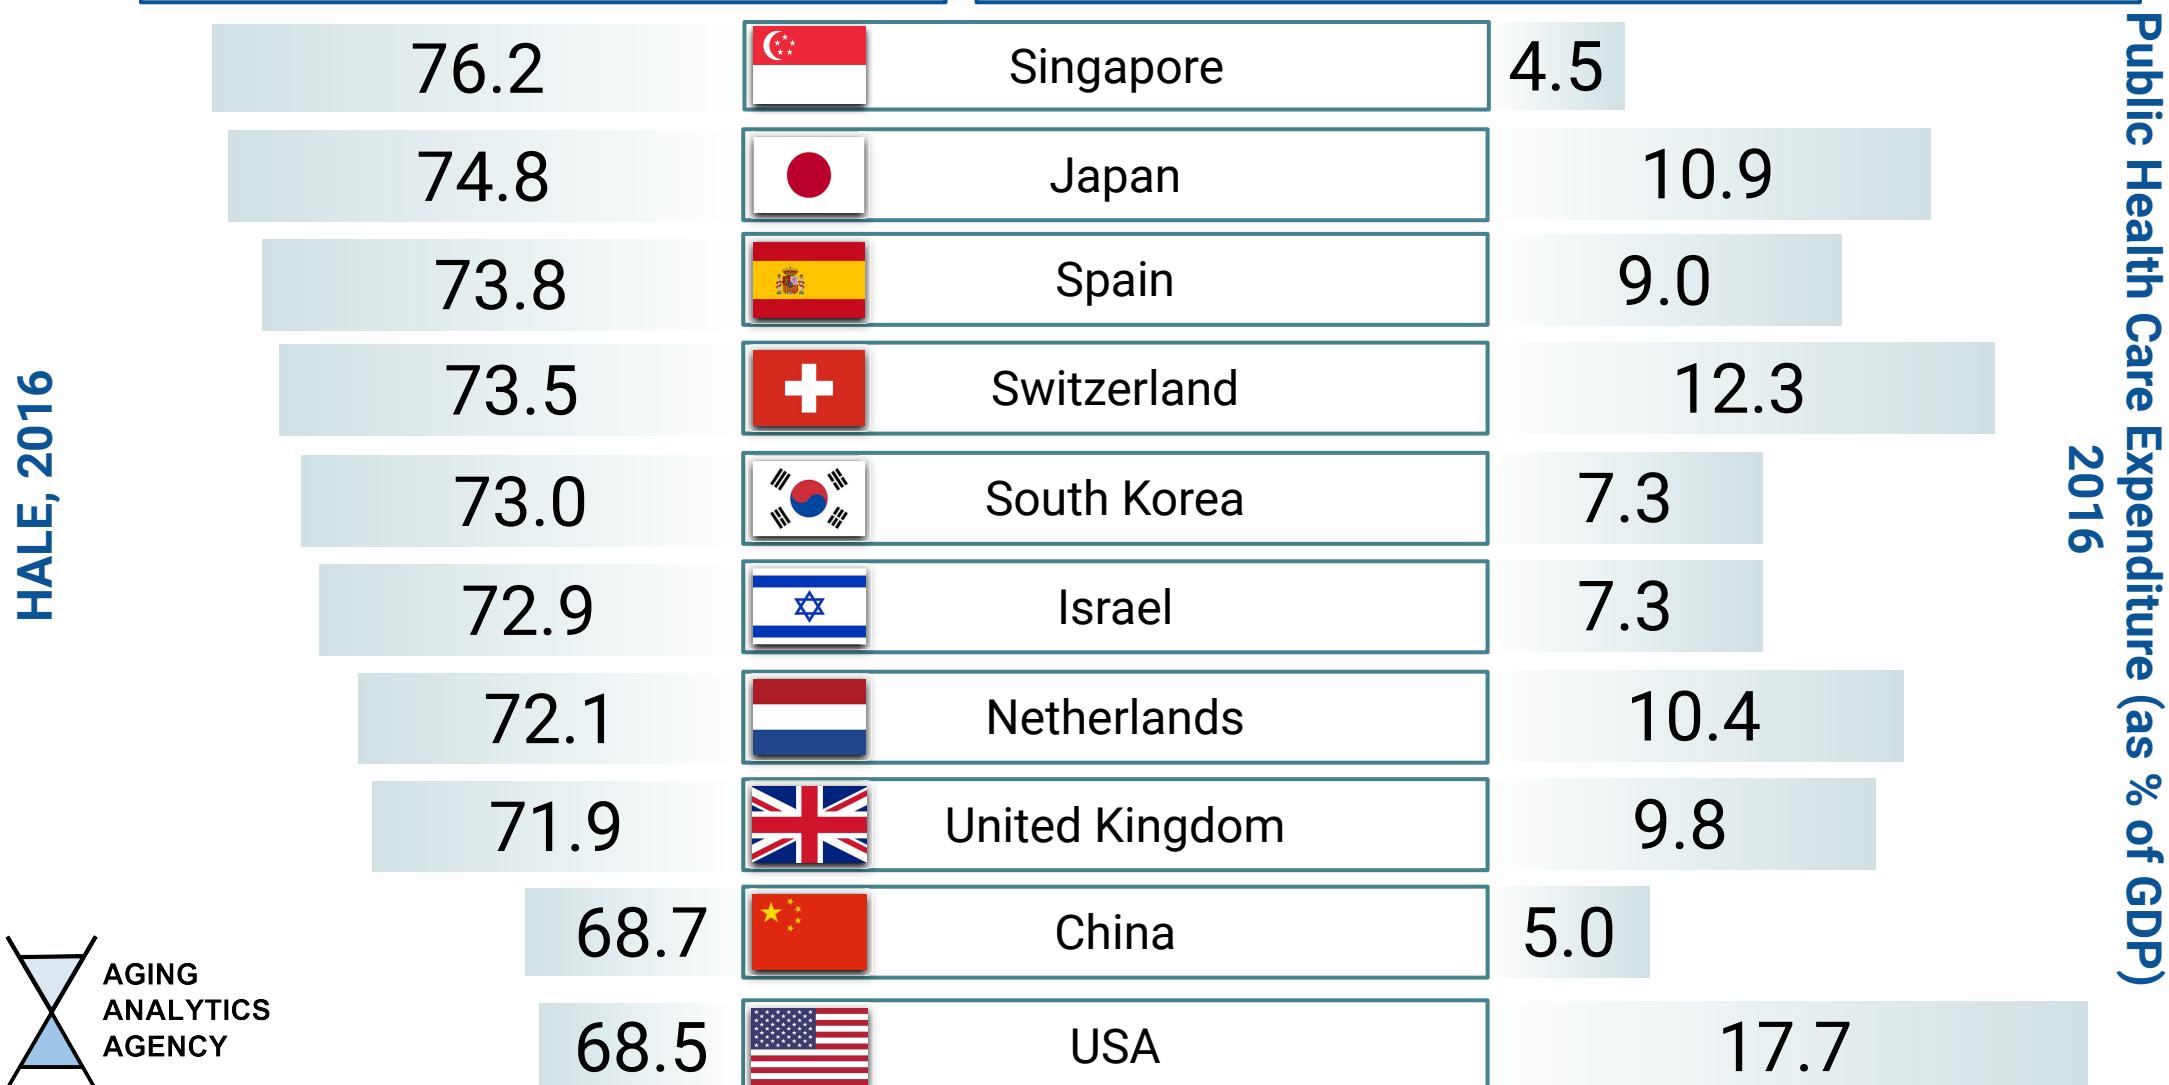 76.2 Singapore 4.5
74.8 Japan 10.9
73.8 Spain 9.0
73.5 Switzerland 12.3
73.0 South Korea 7.3
72.9 Israel 7.3
72.1 Netherlands 10.4
71.9 United Kingdom 9.8
68.7 China 5.0
68.5 USA 17.7
HALE, 2016
Public Health Care Expenditure (as % of GDP)
2016
AGING
ANALYTICS
AGENCY